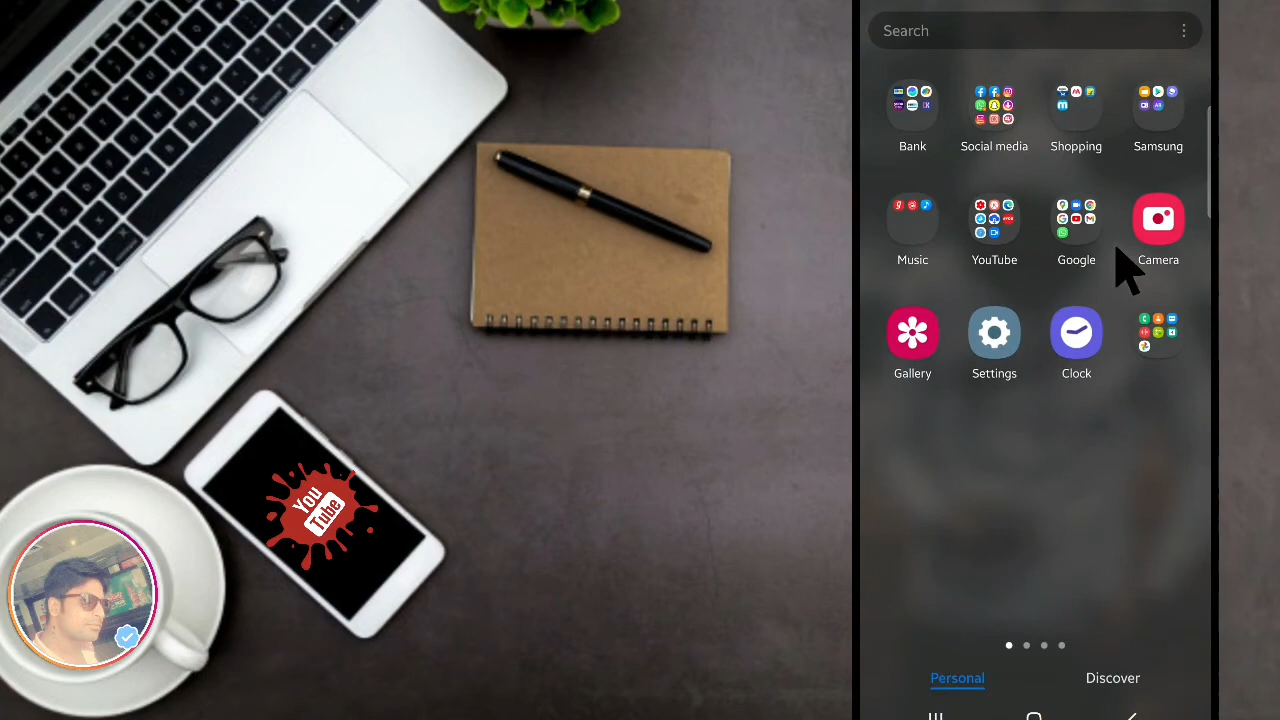 Search
Bank
Social media
Shopping
Samsung
Music
YouTube
Google
Camera
Gallery
Settings
Clock
Personal
Discover
You
Tube